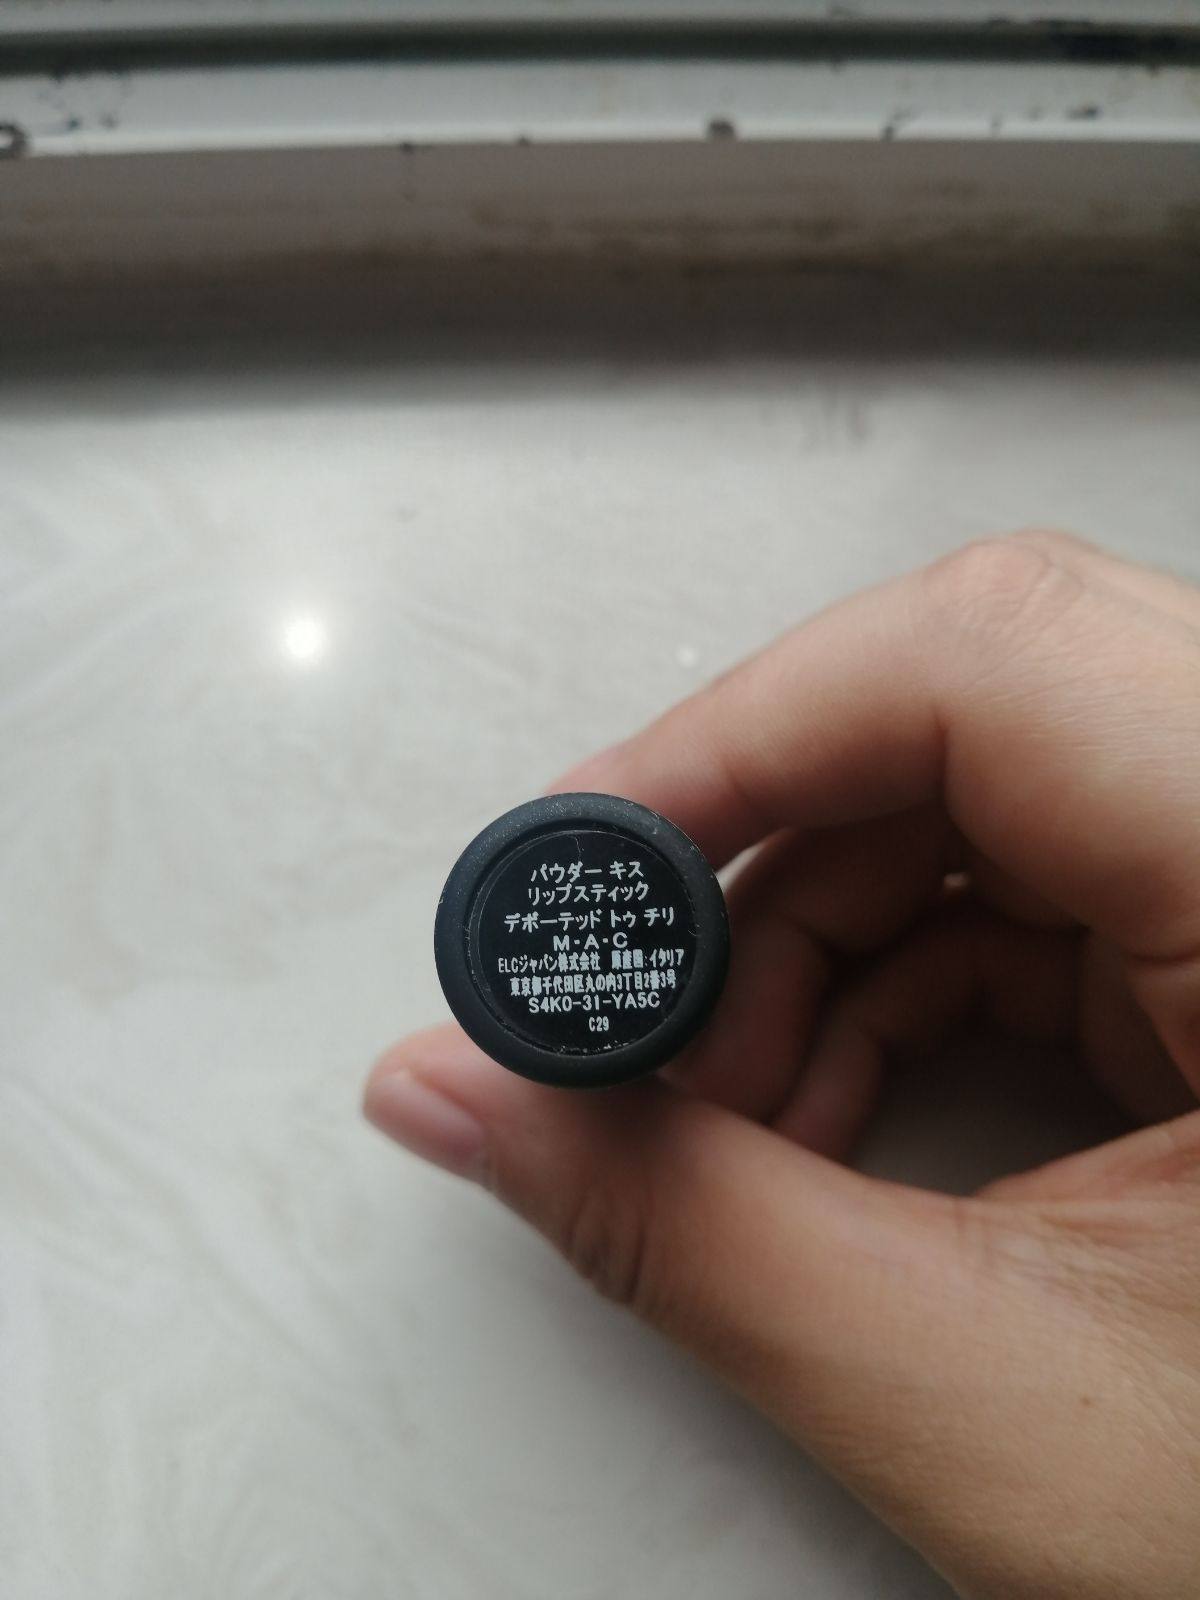 パウダー キス
リップスティック
デボーテッド トゥ チリ
M・A・C
ELCジャパン株式会社 原産国:イタリア
東京都千代田区丸の内3丁目2番3号
S4K0-31-YA5C
C29